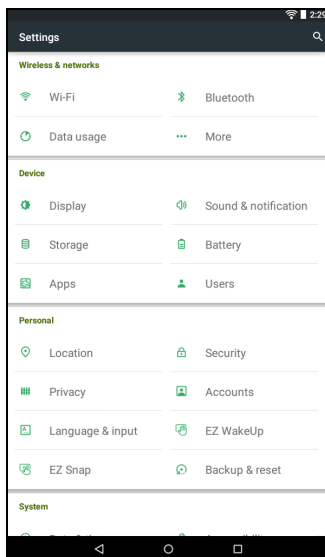 2:29
Settings
Wireless & networks
Wi-Fi Bluetooth
Data usage More
Device
Display Sound & notification
Storage Battery
Apps Users
Personal
Location Security
Privacy Accounts
Language & input EZ WakeUp
EZ Snap Backup & reset
System